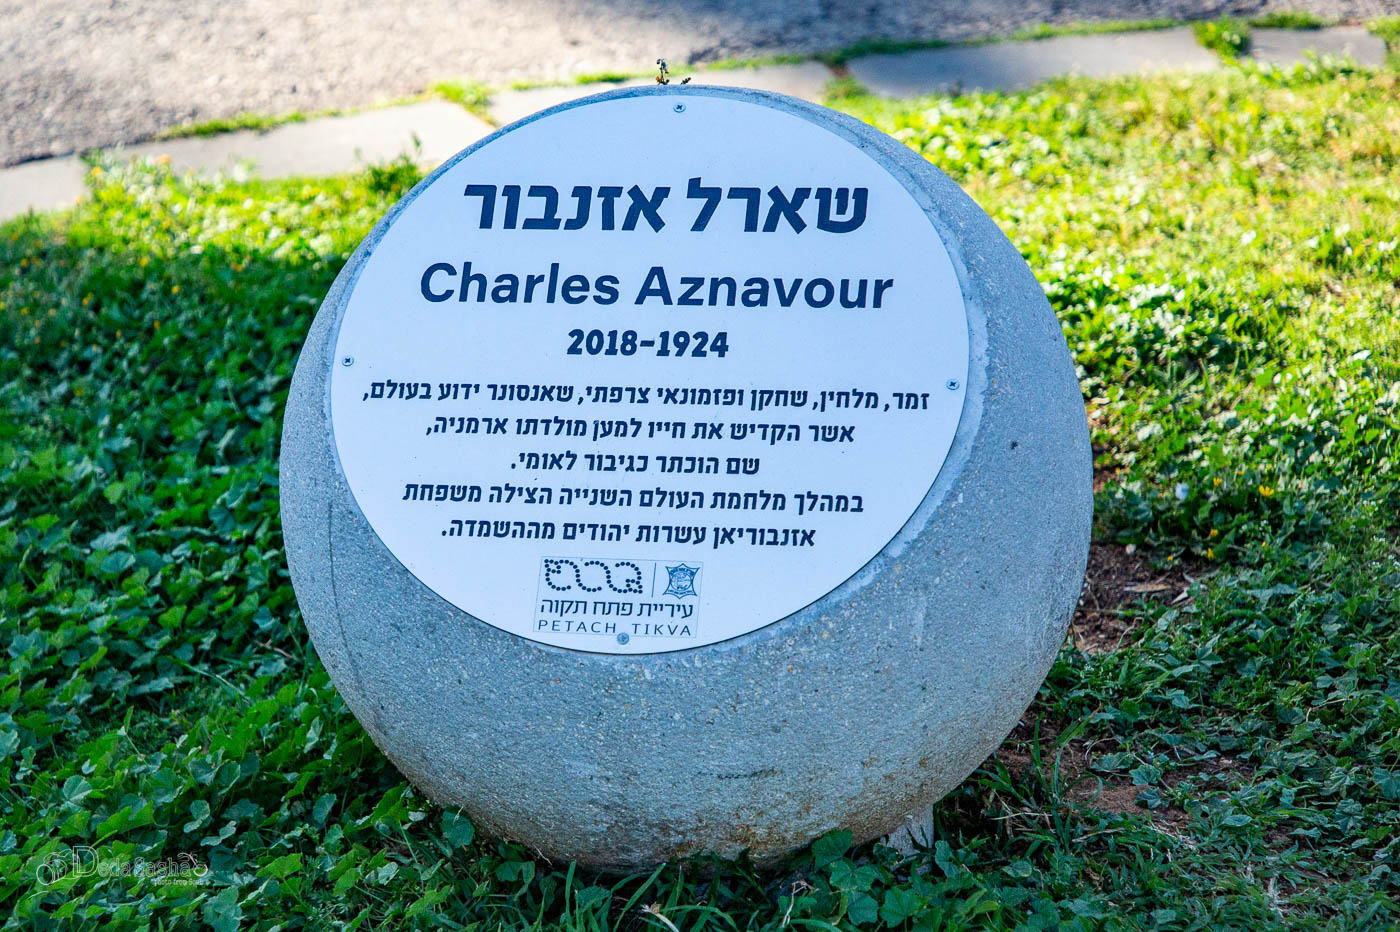 שארל אזנבור
Charles Aznavour
2018-1924
זמר, מלחין, שחקן ופזמונאי צרפתי, שאנסונר ידוע בעולם,
אשר הקדיש את חייו למען מולדתו ארמניה,
שם הוכתר כגיבור לאומי.
במהלך מלחמת העולם השנייה הצילה משפחת
אזנבוריאן עשרות יהודים מההשמדה.
עיריית פתח תקוה
PETACH TIKVA
DedaSasha